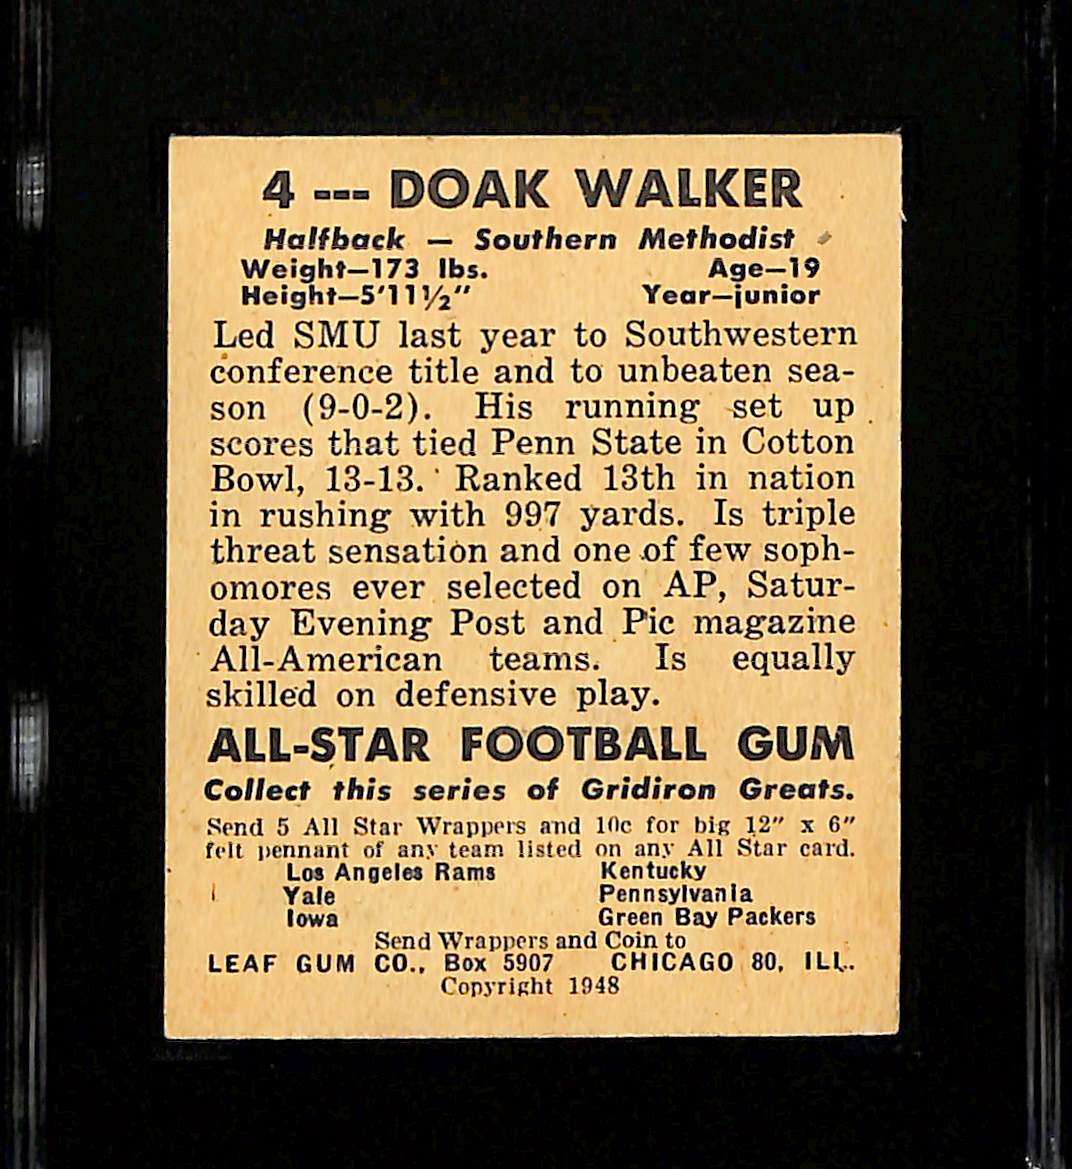 4 --- DOAK WALKER
Halfback — Southern Methodist
Weight—173 lbs. Age—19
Height—5'11½" Year—junior
Led SMU last year to Southwestern
conference title and to unbeaten sea-
son (9-0-2). His running set up
scores that tied Penn State in Cotton
Bowl, 13-13. Ranked 13th in nation
in rushing with 997 yards. Is triple
threat sensation and one of few soph-
omores ever selected on AP, Satur-
day Evening Post and Pic magazine
All-American teams. Is equally
skilled on defensive play.
ALL-STAR FOOTBALL GUM
Collect this series of Gridiron Greats.
Send 5 All Star Wrappers and 10c for big 12" x 6"
felt pennant of any team listed on any All Star card.
Los Angeles Rams Kentucky
Yale Pennsylvania
Iowa Green Bay Packers
Send Wrappers and Coin to
LEAF GUM CO., Box 5907 CHICAGO 80, ILL.
Copyright 1948